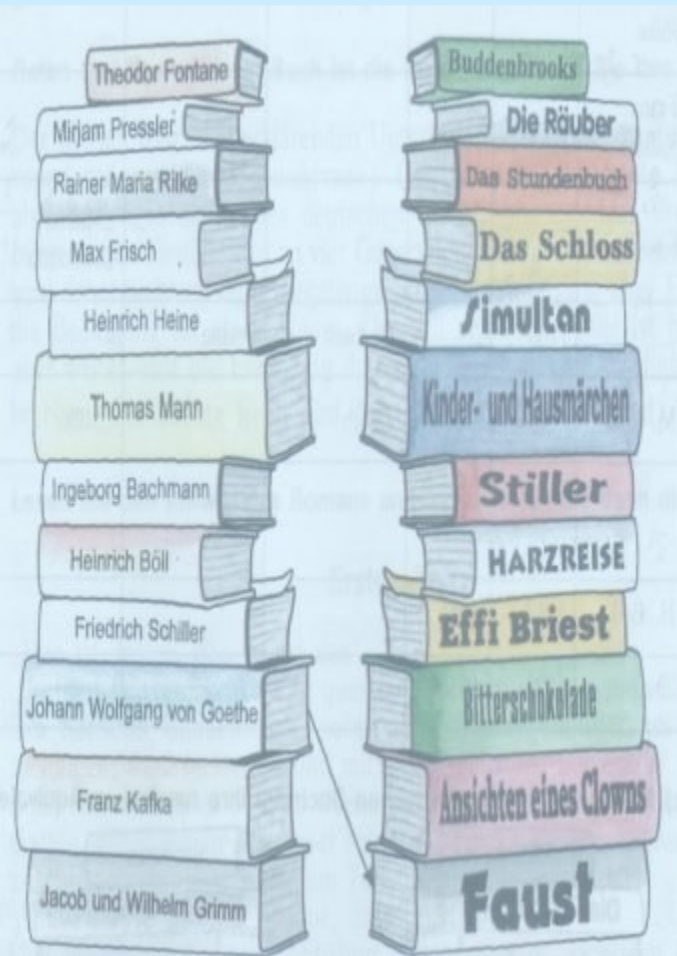 Theodor Fontane
Mirjam Pressler
Rainer Maria Rilke
Max Frisch
Heinrich Heine
Thomas Mann
Ingeborg Bachmann
Heinrich Böll
Friedrich Schiller
Johann Wolfgang von Goethe
Franz Kafka
Jacob und Wilhelm Grimm
Buddenbrooks
Die Räuber
Das Stundenbuch
Das Schloss
Simultan
Kinder- und Hausmärchen
Stiller
HARZREISE
Effi Briest
Bitterschokolade
Ansichten eines Clowns
Faust